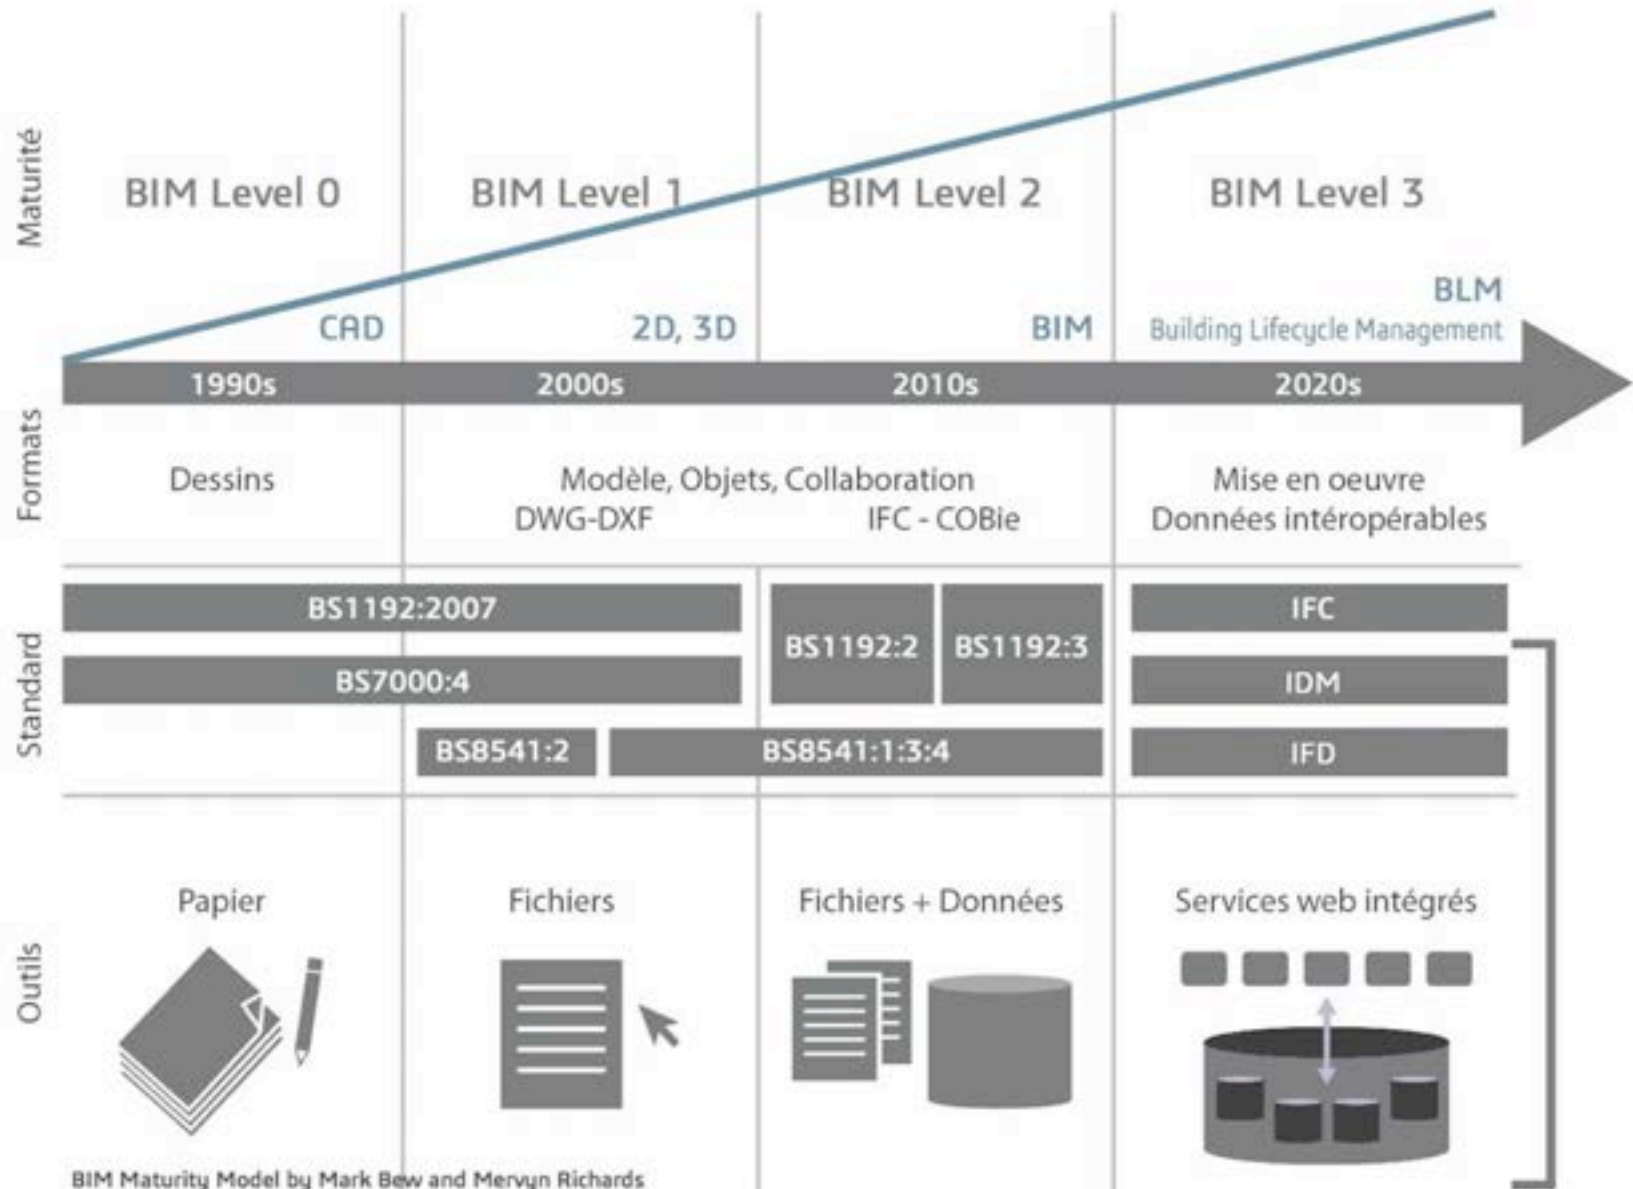 Maturité
BIM Level 0
BIM Level 1
BIM Level 2
BIM Level 3
CAD
2D, 3D
BIM
BLM
Building Lifecycle Management
1990s
2000s
2010s
2020s
Formats
Dessins
Modèle, Objets, Collaboration
DWG-DXF
IFC - COBie
Mise en oeuvre
Données intéropérables
Standard
BS1192:2007
BS7000:4
BS8541:2
BS1192:2
BS1192:3
BS8541:1:3:4
IFC
IDM
IFD
Outils
Papier
Fichiers
Fichiers + Données
Services web intégrés
BIM Maturity Model by Mark Bew and Mervyn Richards